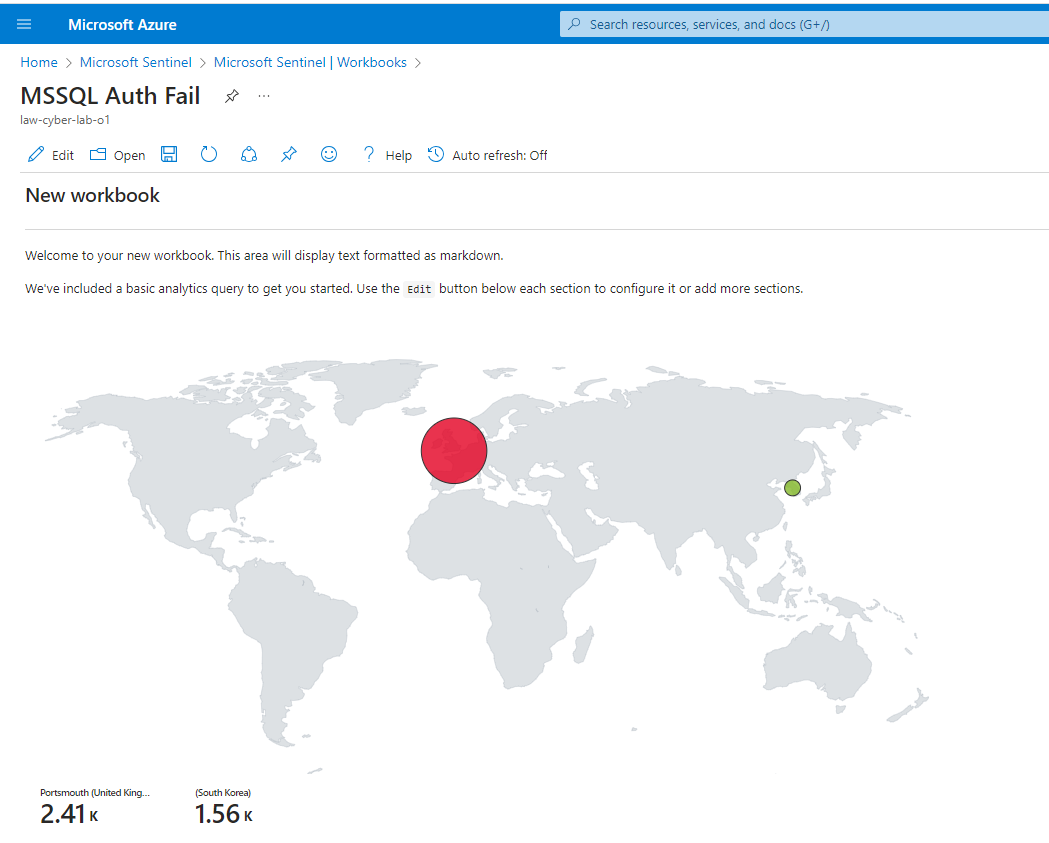 Microsoft Azure
Search resources, services, and docs (G+/)
Home > Microsoft Sentinel > Microsoft Sentinel | Workbooks >
MSSQL Auth Fail ...
law-cyber-lab-o1
Edit Open ? Help Auto refresh: Off
New workbook
Welcome to your new workbook. This area will display text formatted as markdown.
We've included a basic analytics query to get you started. Use the Edit button below each section to configure it or add more sections.
Portsmouth (United King... (South Korea)
2.41 K 1.56 K